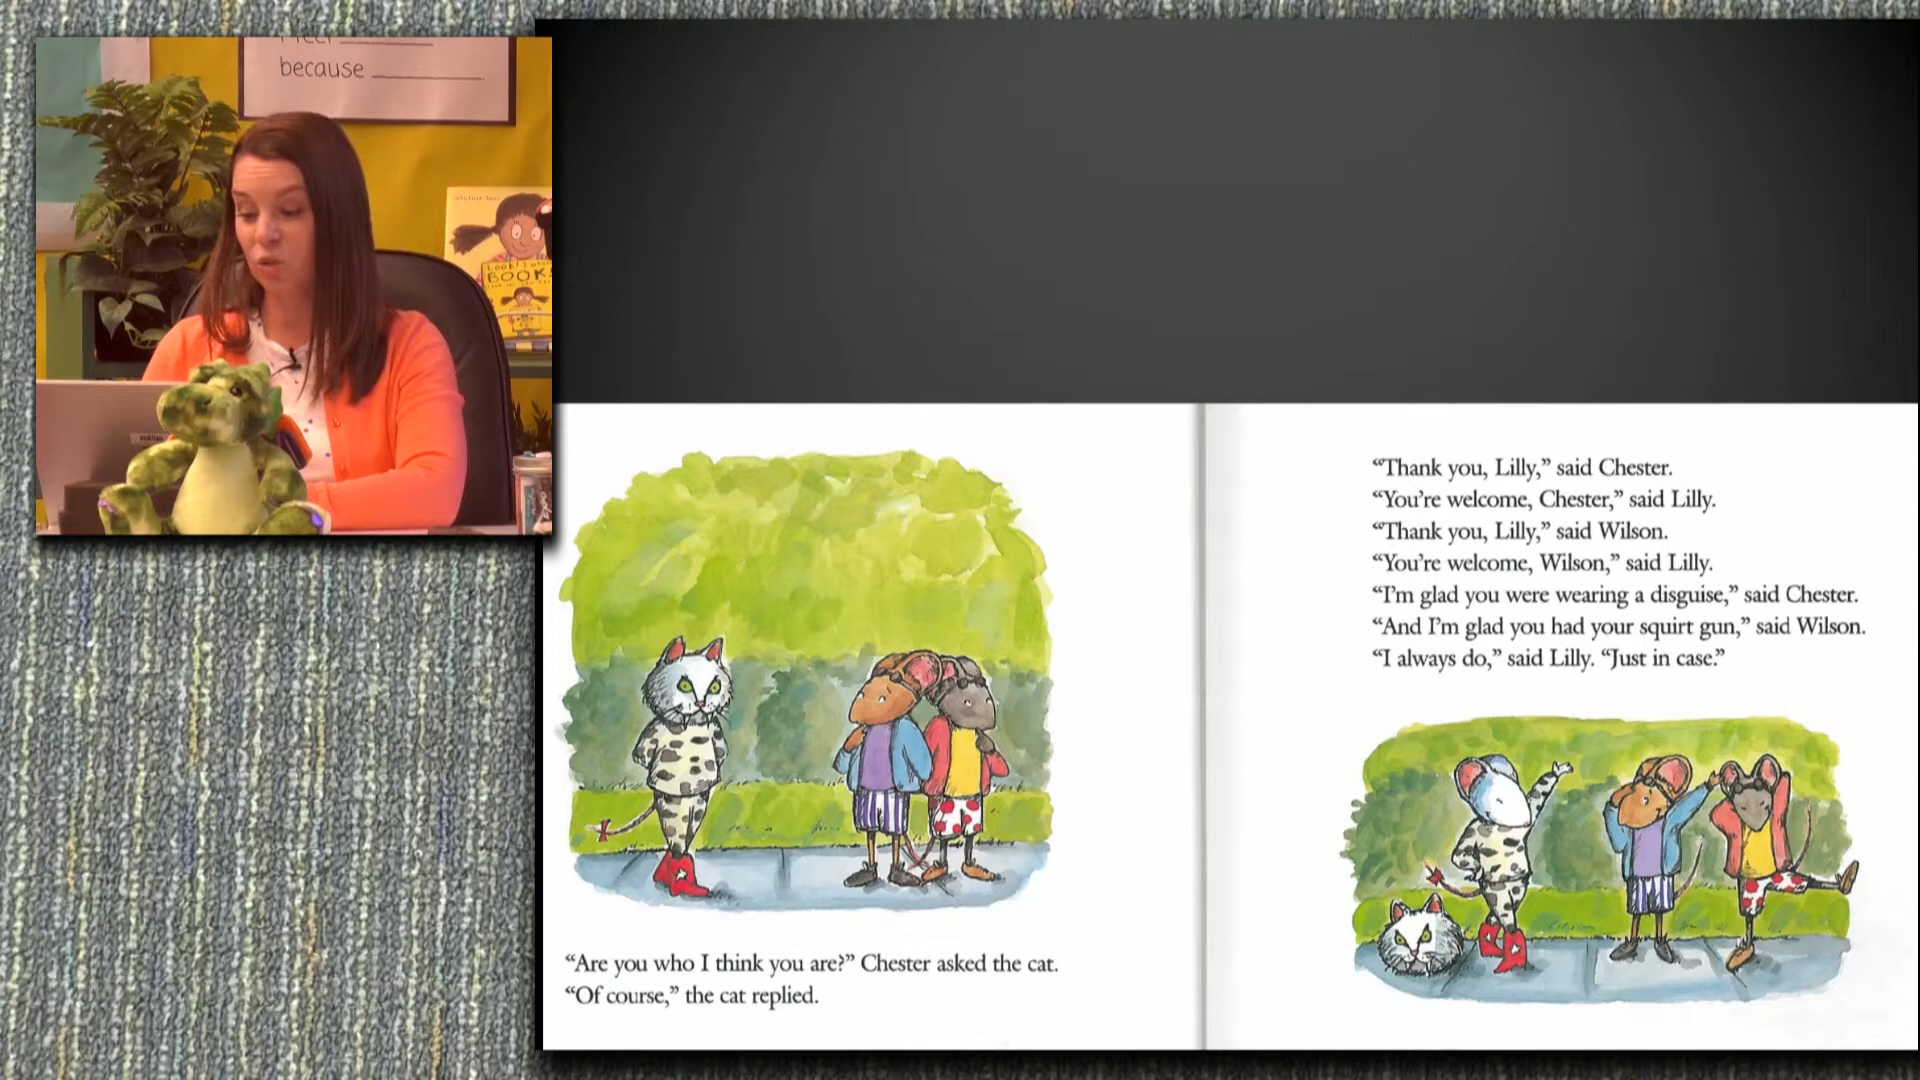 because
BOOK
“Are you who I think you are?” Chester asked the cat.
“Of course,” the cat replied.
“Thank you, Lilly,” said Chester.
“You’re welcome, Chester,” said Lilly.
“Thank you, Lilly,” said Wilson.
“You’re welcome, Wilson,” said Lilly.
“I’m glad you were wearing a disguise,” said Chester.
“And I’m glad you had your squirt gun,” said Wilson.
“I always do,” said Lilly. “Just in case.”